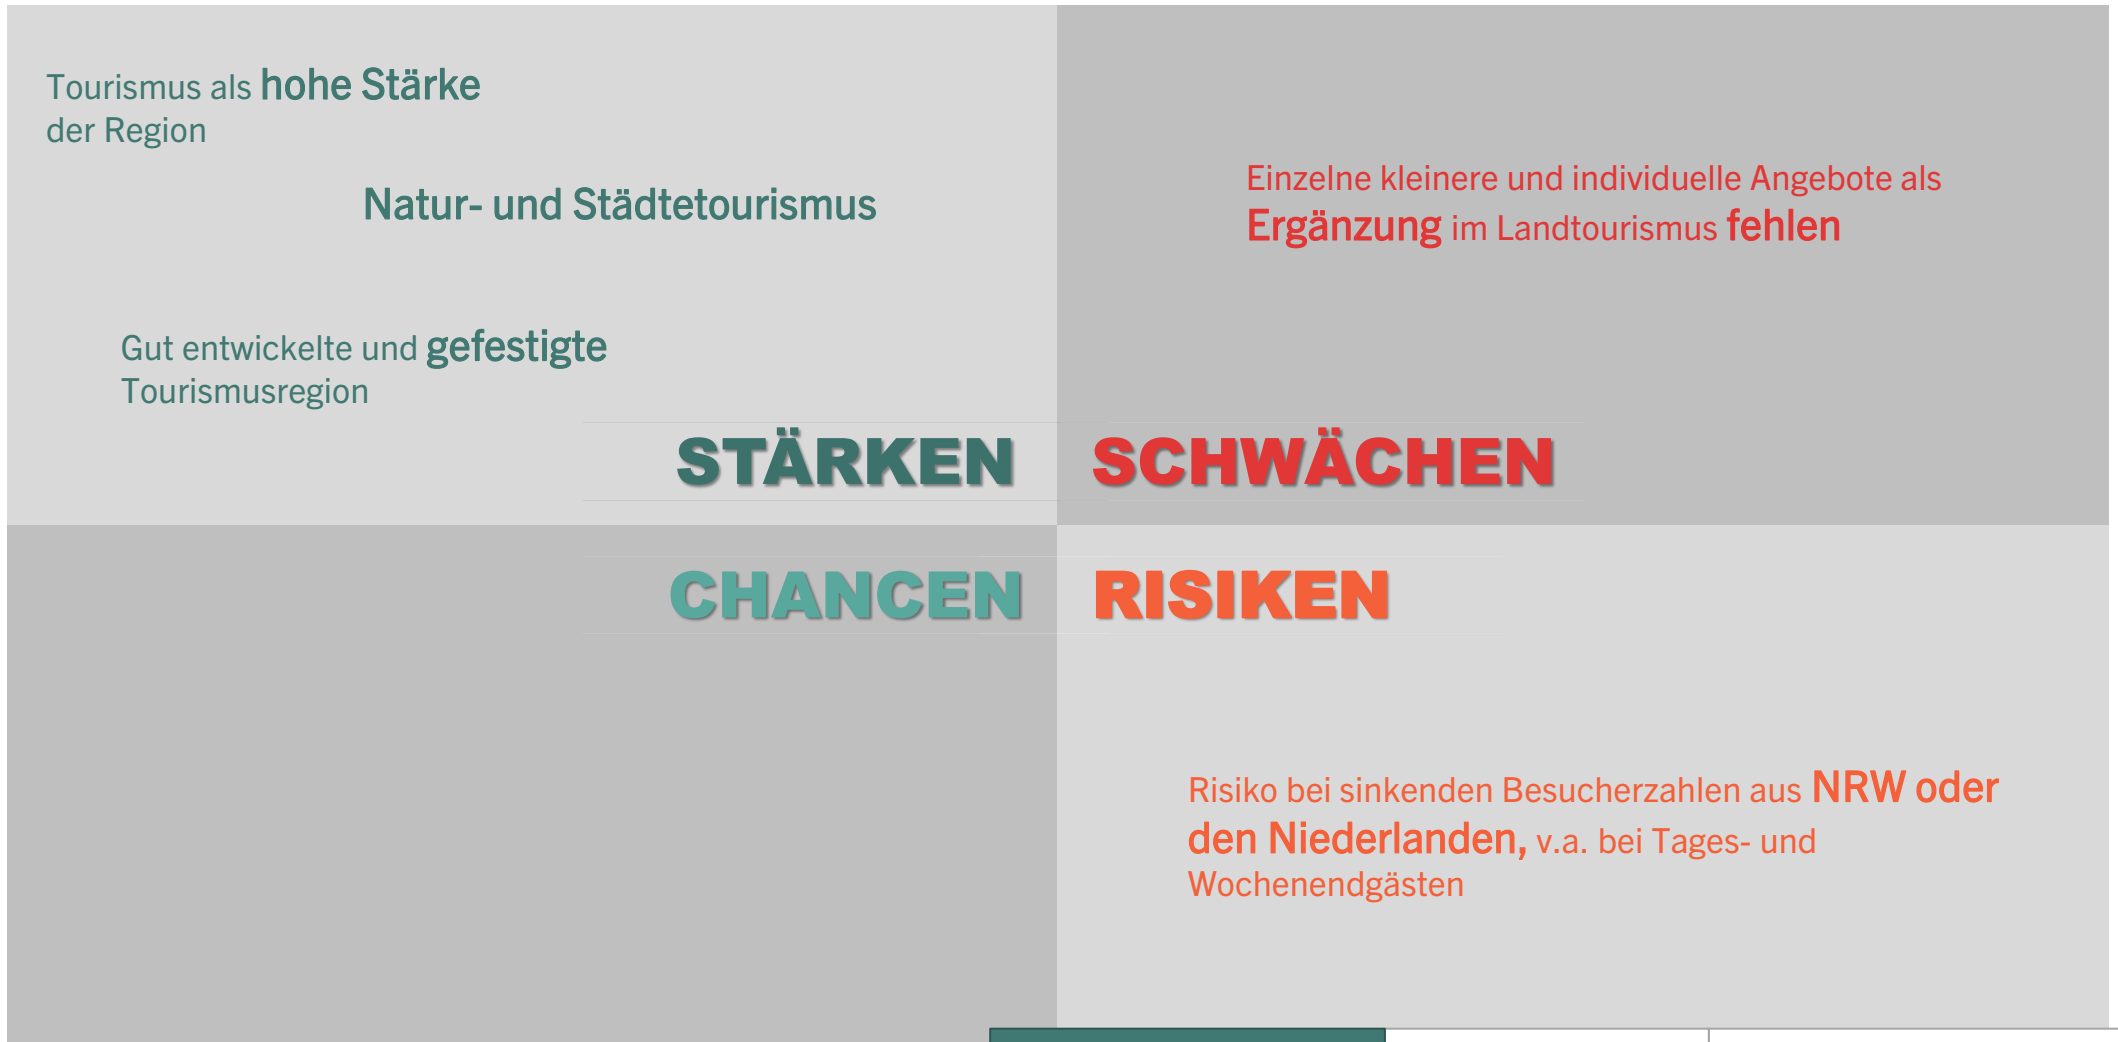 Tourismus als hohe Stärke
der Region
Natur- und Städtetourismus
Gut entwickelte und gefestigte
Tourismusregion
STÄRKEN
Einzelne kleinere und individuelle Angebote als
Ergänzung im Landtourismus fehlen
SCHWÄCHEN
CHANCEN
RISIKEN
Risiko bei sinkenden Besucherzahlen aus NRW oder
den Niederlanden, v.a. bei Tages- und
Wochenendgästen